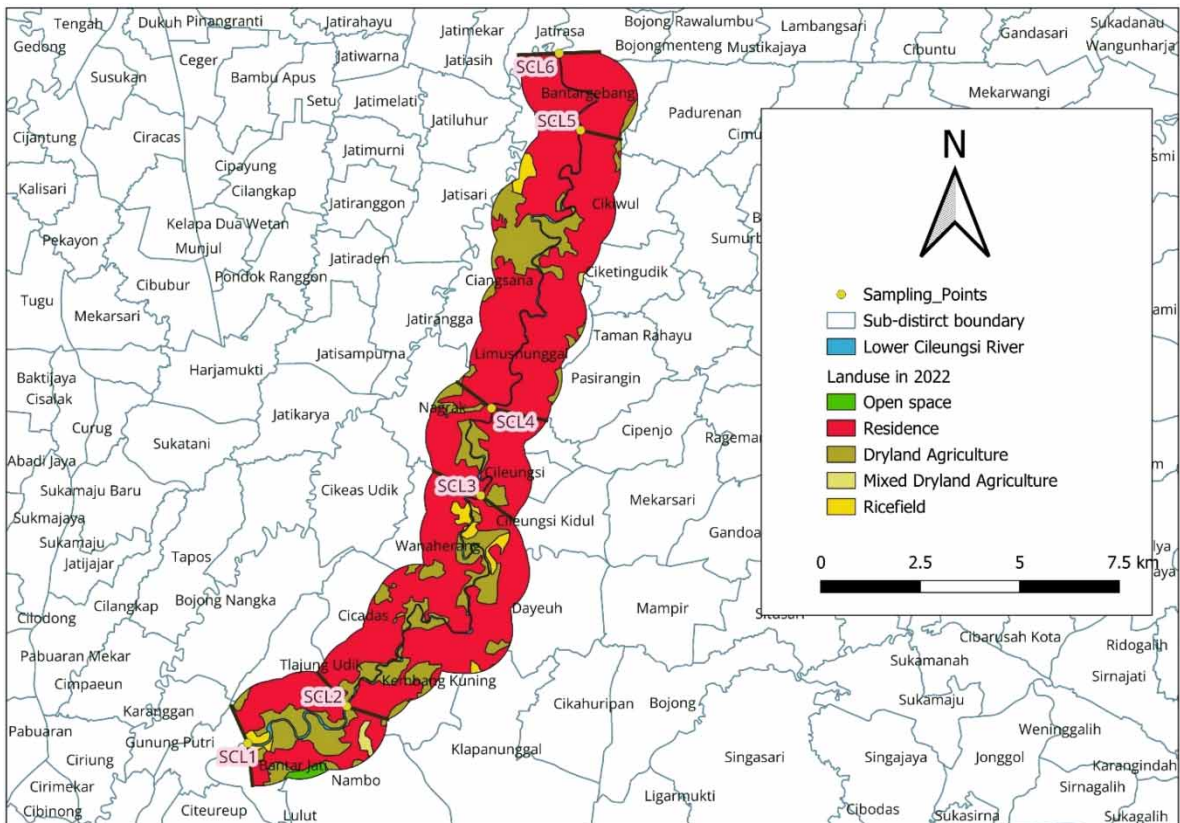 Tengah
Dukuh
Pinangranti
Jatirahayu
Jatimekar
Jatirasa
Bojong Rawalumbu
Lambangsari
Sukadanau
Gandasari
Gedong
Ceger
Jatiwarna
Jatiasih
Bojongmenteng
Mustikajaya
Cibuntu
Wangunharja
SCL6
Susukan
Bambu Apus
Bantargebang
Mekarwangi
Setu
Jatimelati
Padurenan
Cijantung
Ciracas
Jatiluhur
SCL5
Cimu
Jatimurni
Cipayung
Kalisari
Cilangkap
Jatisari
Jatiranggon
Cikiwul
Kelapa Dua Wetan
Pekayon
Munjul
Sumurb
Jatiraden
Pondok Ranggon
Ciangsana
Ciketingudik
Cibubur
Tugu
Mekarsari
Jatirangga
Taman Rahayu
Jatisampurna
Limusnunggal
Harjamukti
Pasirangin
Baktijaya
Cisalak
Nagrak
Jatikarya
SCL4
Curug
Sukatani
Cipenjo
Ragemar
Abadi Jaya
Cileungsi
Sukamaju Baru
Cikeas Udik
SCL3
Mekarsari
Sukmajaya
Cileungsi Kidul
Gandoa
Sukamaju
Wanaherang
Jatijajar
Tapos
Bojong Nangka
Cilangkap
Dayeuh
Mampir
Cilodong
Cicadas
Cibarusah Kota
Ridogalih
Pabuaran Mekar
Tlajung Udik
Sukamanah
Cimpaeun
Kembang Kuning
Sirnajati
SCL2
Cikahuripan
Bojong
Sukamaju
Karanggan
Pabuaran
Weninggalih
Gunung Putri
Klapanunggal
SCL1
Ciriung
Bantar Jati
Singasari
Singajaya
Jonggol
Karangindah
Nambo
Cirimekar
Sirnagalih
Ligarmukti
Cibinong
Citeureup
Lulut
Cibodas
Sukasirna
Sukagalih
N
Sampling_Points
Sub-distirct boundary
Lower Cileungsi River
Landuse in 2022
Open space
Residence
Dryland Agriculture
Mixed Dryland Agriculture
Ricefield
0 2.5 5 7.5 km